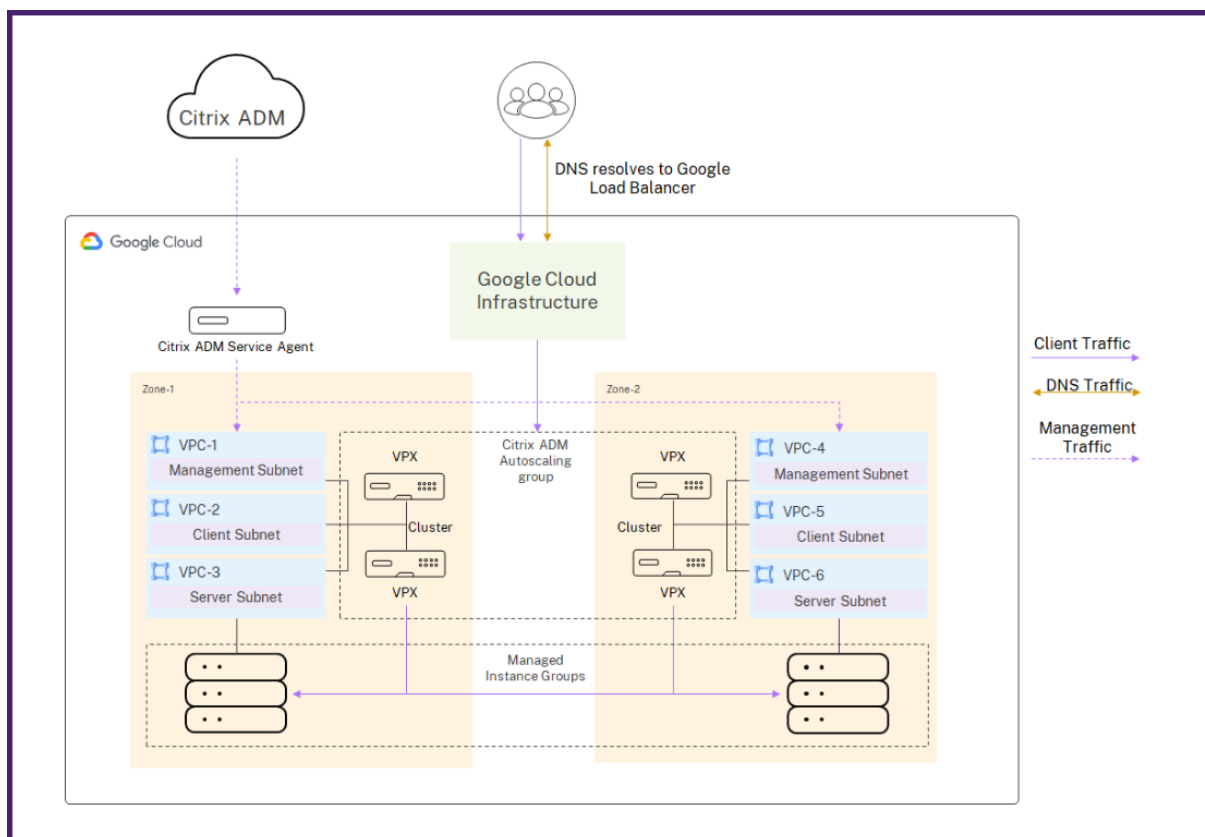 Citrix ADM
DNS resolves to Google
Load Balancer
Google Cloud
Google Cloud
Infrastructure
Citrix ADM Service Agent
Client Traffic
DNS Traffic
Management
Traffic
Zone-1
Zone-2
VPC-1
Management Subnet
VPC-2
Client Subnet
VPC-3
Server Subnet
VPX
Cluster
VPX
Citrix ADM
Autoscaling
group
VPX
Cluster
VPX
VPC-4
Management Subnet
VPC-5
Client Subnet
VPC-6
Server Subnet
Managed
Instance Groups